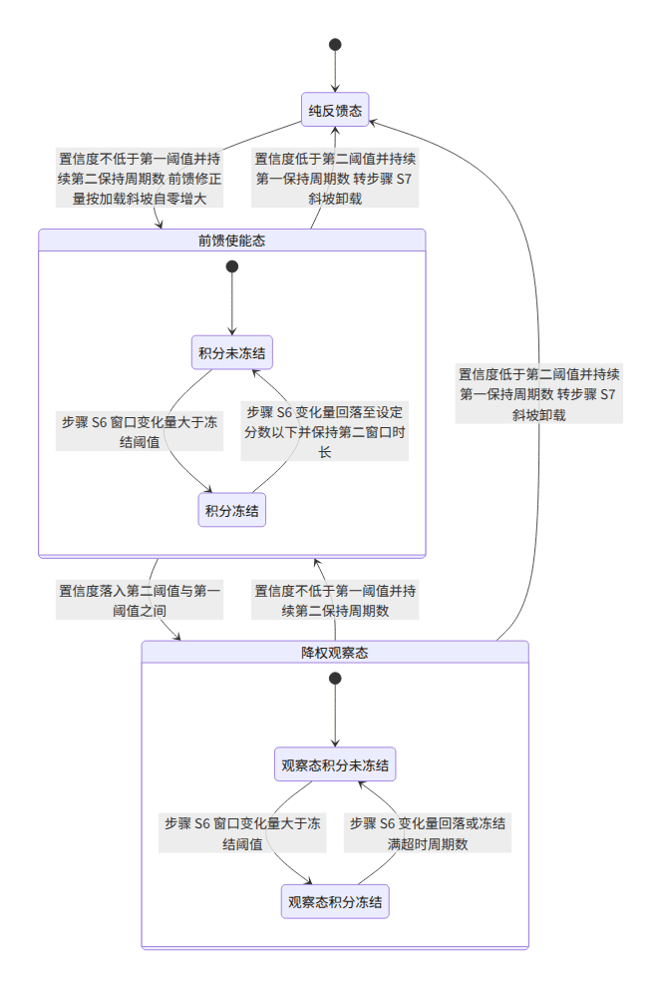 纯反馈态
置信度不低于第一阈值并持
续第二保持周期数 前馈修正
量按加载斜坡自零增大
置信度低于第二阈值并持续
第一保持周期数 转步骤 S7
斜坡卸载
前馈使能态
积分未冻结
步骤 S6 窗口变化量大于冻
结阈值
步骤 S6 变化量回落至设定
分数以下并保持第二窗口时
长
积分冻结
置信度低于第二阈值并持续
第一保持周期数 转步骤 S7
斜坡卸载
置信度落入第二阈值与第一
阈值之间
置信度不低于第一阈值并持
续第二保持周期数
降权观察态
观察态积分未冻结
步骤 S6 窗口变化量大于冻
结阈值
步骤 S6 变化量回落或冻结
满超时周期数
观察态积分冻结